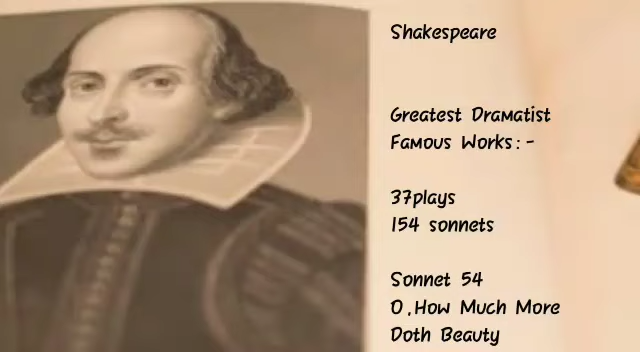 Shakespeare
Greatest Dramatist
Famous Works:-
37plays
154 sonnets
Sonnet 54
O,How Much More
Doth Beauty